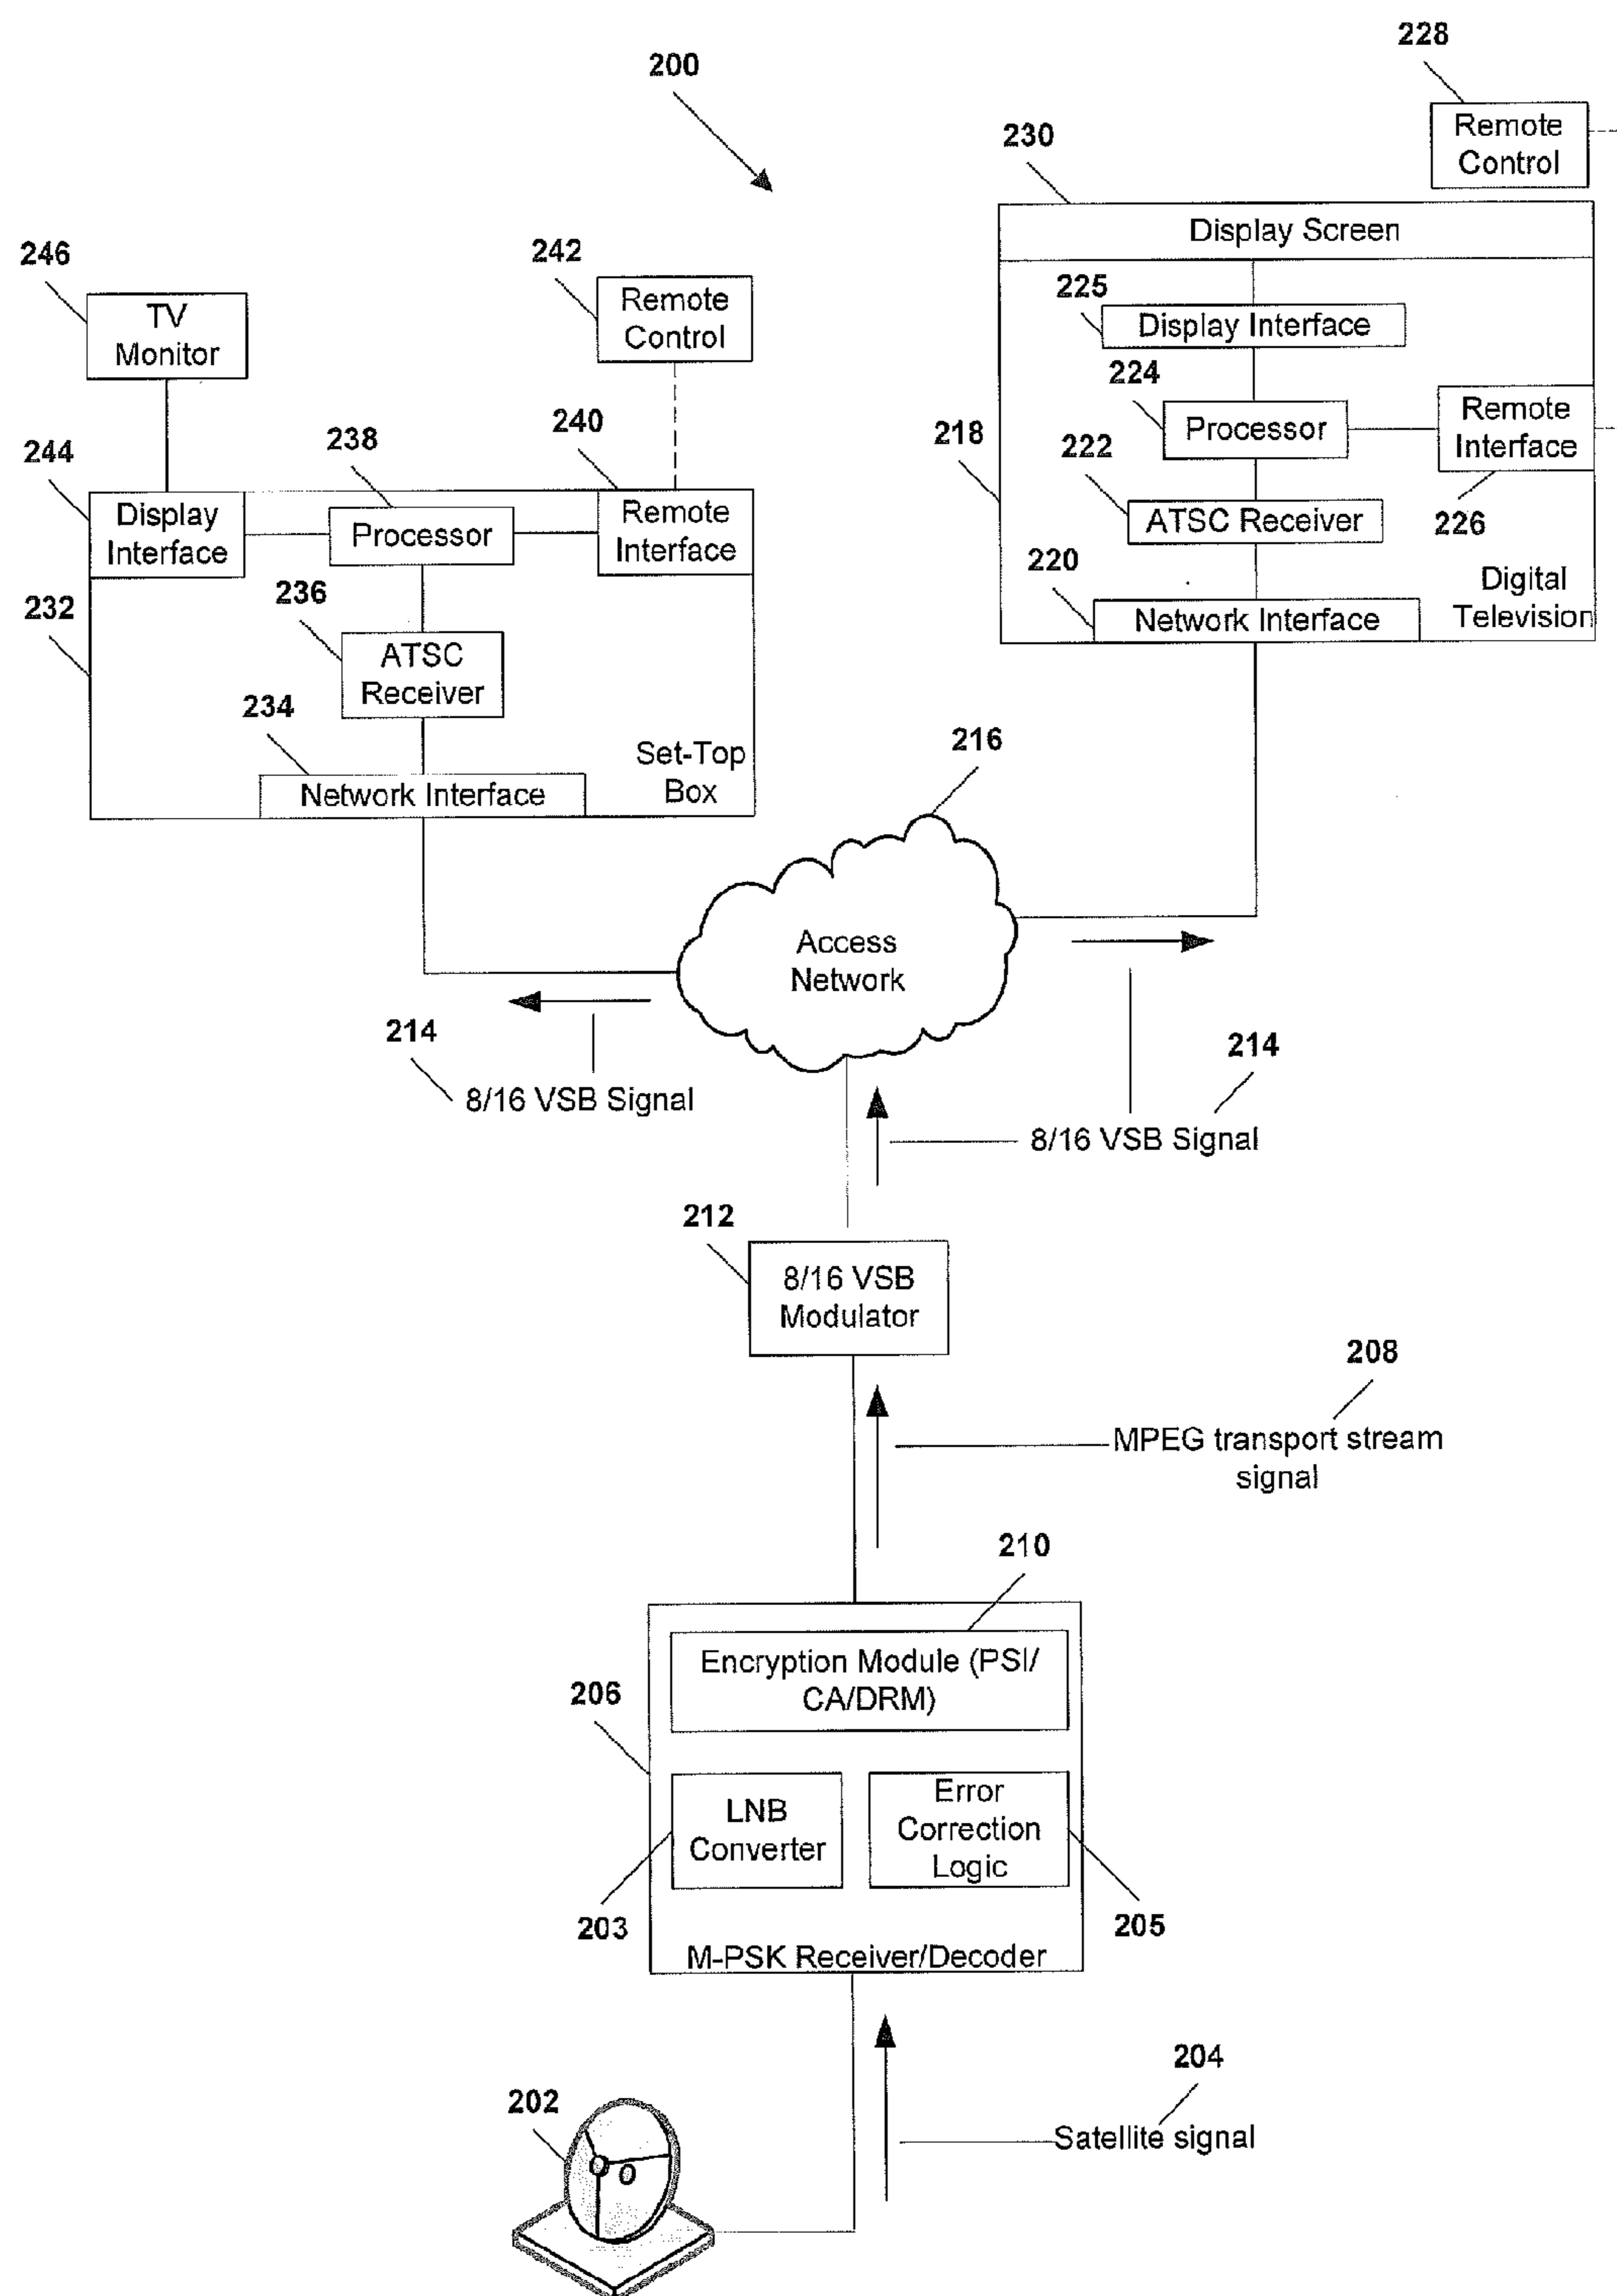 228
200
Remote
Control
230
Display Screen
246
242
TV
Monitor
Remote
Control
225
Display Interface
224
Processor
Remote
Interface
218
222
ATSC Receiver
226
220
Network Interface
Digital
Television
244
238
240
Display
Interface
Processor
Remote
Interface
232
236
ATSC
Receiver
234
Network Interface
Set-Top
Box
216
Access
Network
214
8/16 VSB Signal
214
8/16 VSB Signal
212
8/16 VSB
Modulator
208
MPEG transport stream
signal
210
Encryption Module (PSI/
CA/DRM)
206
LNB
Converter
Error
Correction
Logic
203
205
M-PSK Receiver/Decoder
204
Satellite signal
202